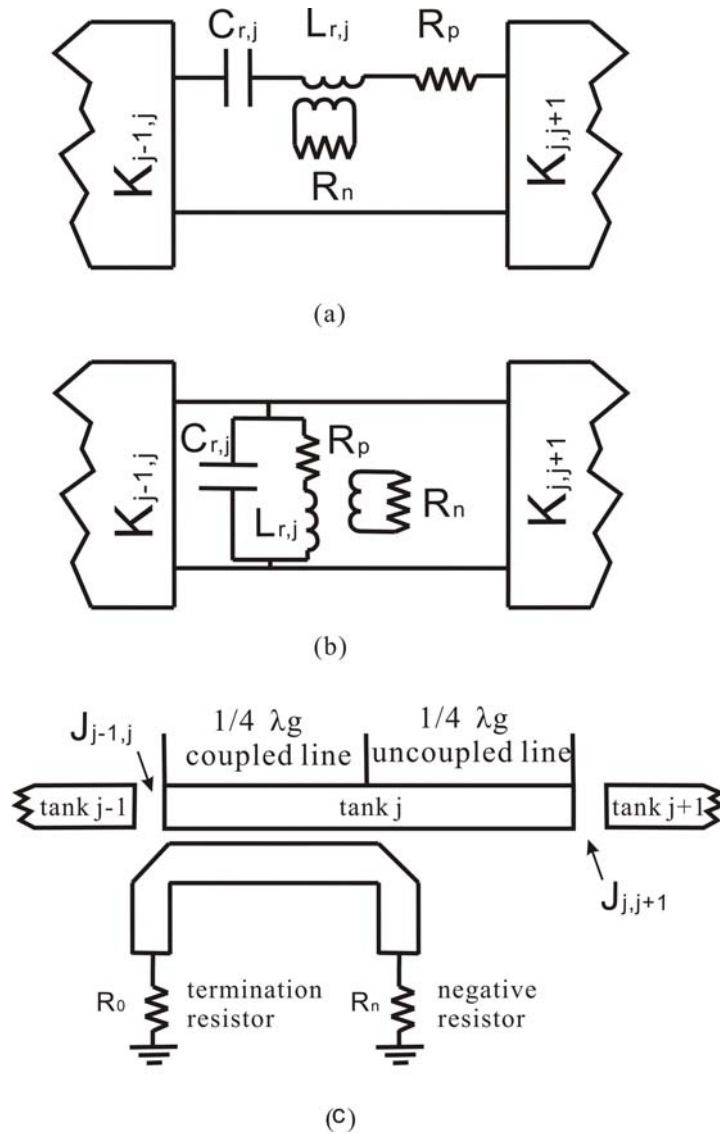 Cr,j Lr,j Rp
Kj-1,j
Kj,j+1
Rn
(a)
Kj-1,j
Cr,j
Rp
Lr,j
Rn
Kj,j+1
(b)
Jj-1,j
1/4 λg
coupled line
1/4 λg
uncoupled line
tank j-1
tank j
tank j+1
Jj,j+1
R0
termination
resistor
Rn
negative
resistor
(c)